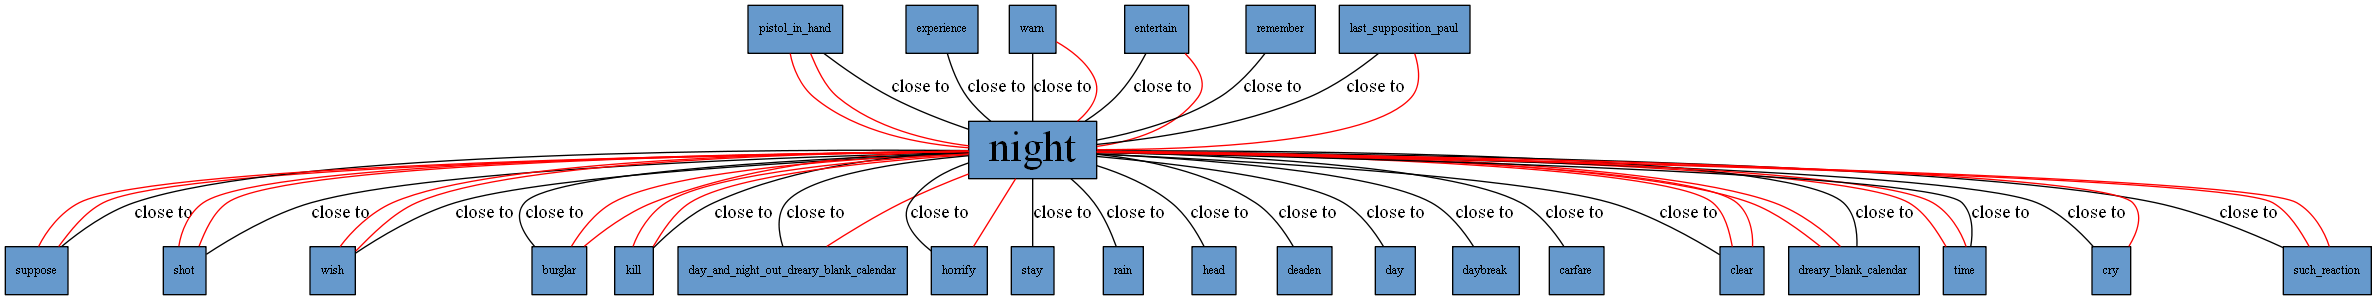 pistol_in_hand experience warn entertain remember last_supposition_paul
close to close to close to close to close to close to
night
close to close to close to close to close to close to close to close to close to close to close to close to close to close to close to close to close to close to close to
suppose shot wish burglar kill day_and_night_out_dreary_blank_calendar horrify stay rain head deaden day daybreak carfare clear dreary_blank_calendar time cry such_reaction